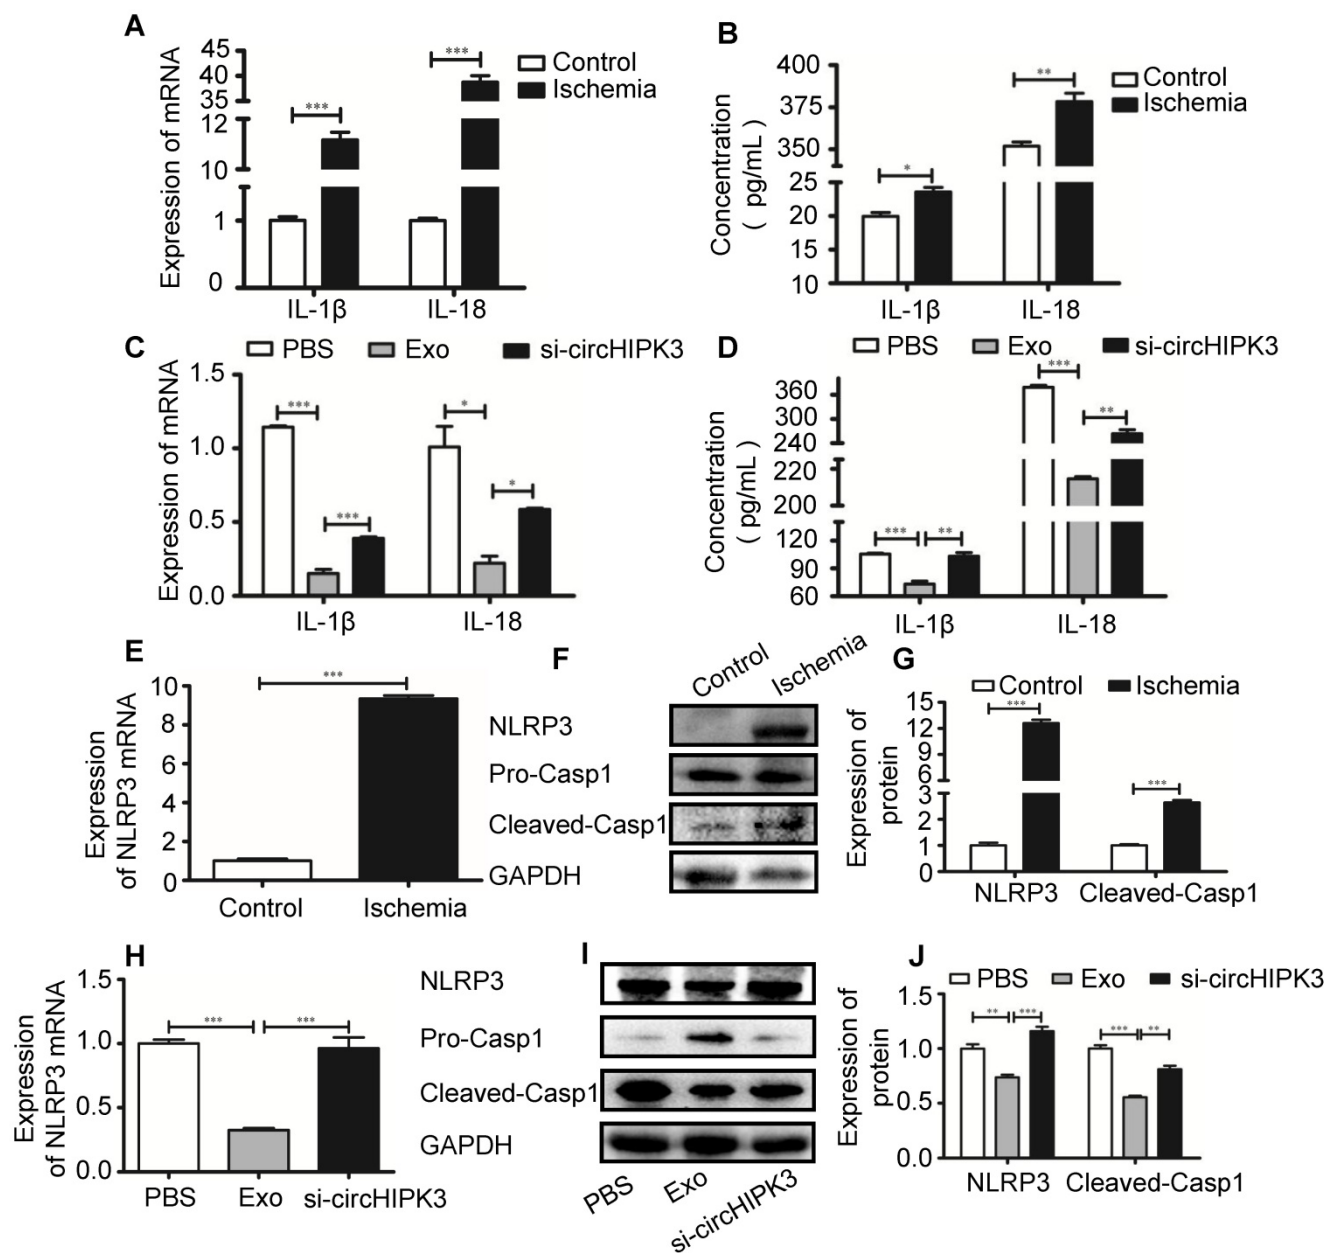 A
Expression of mRNA
45
40
35
12
10
1
0
***
***
Control
Ischemia
IL-1β
IL-18
B
Concentration
( pg/mL )
400
375
350
25
20
15
10
*
**
Control
Ischemia
IL-1β
IL-18
C
PBS
Exo
si-circHIPK3
Expression of mRNA
1.5
1.0
0.5
0.0
***
***
*
*
IL-1β
IL-18
D
PBS
Exo
si-circHIPK3
Concentration
( pg/mL )
360
300
240
220
200
120
90
60
***
**
***
**
IL-1β
IL-18
E
Expression
of NLRP3 mRNA
10
8
6
4
2
0
***
Control
Ischemia
F
Control
Ischemia
NLRP3
Pro-Casp1
Cleaved-Casp1
GAPDH
G
Control
Ischemia
Expression of
protein
15
12
9
6
3
2
1
0
***
***
NLRP3
Cleaved-Casp1
H
Expression
of NLRP3 mRNA
1.5
1.0
0.5
0.0
***
***
PBS
Exo
si-circHIPK3
I
NLRP3
Pro-Casp1
Cleaved-Casp1
GAPDH
PBS
Exo
si-circHIPK3
J
PBS
Exo
si-circHIPK3
Expression of
protein
1.5
1.0
0.5
0.0
**
***
***
**
NLRP3
Cleaved-Casp1